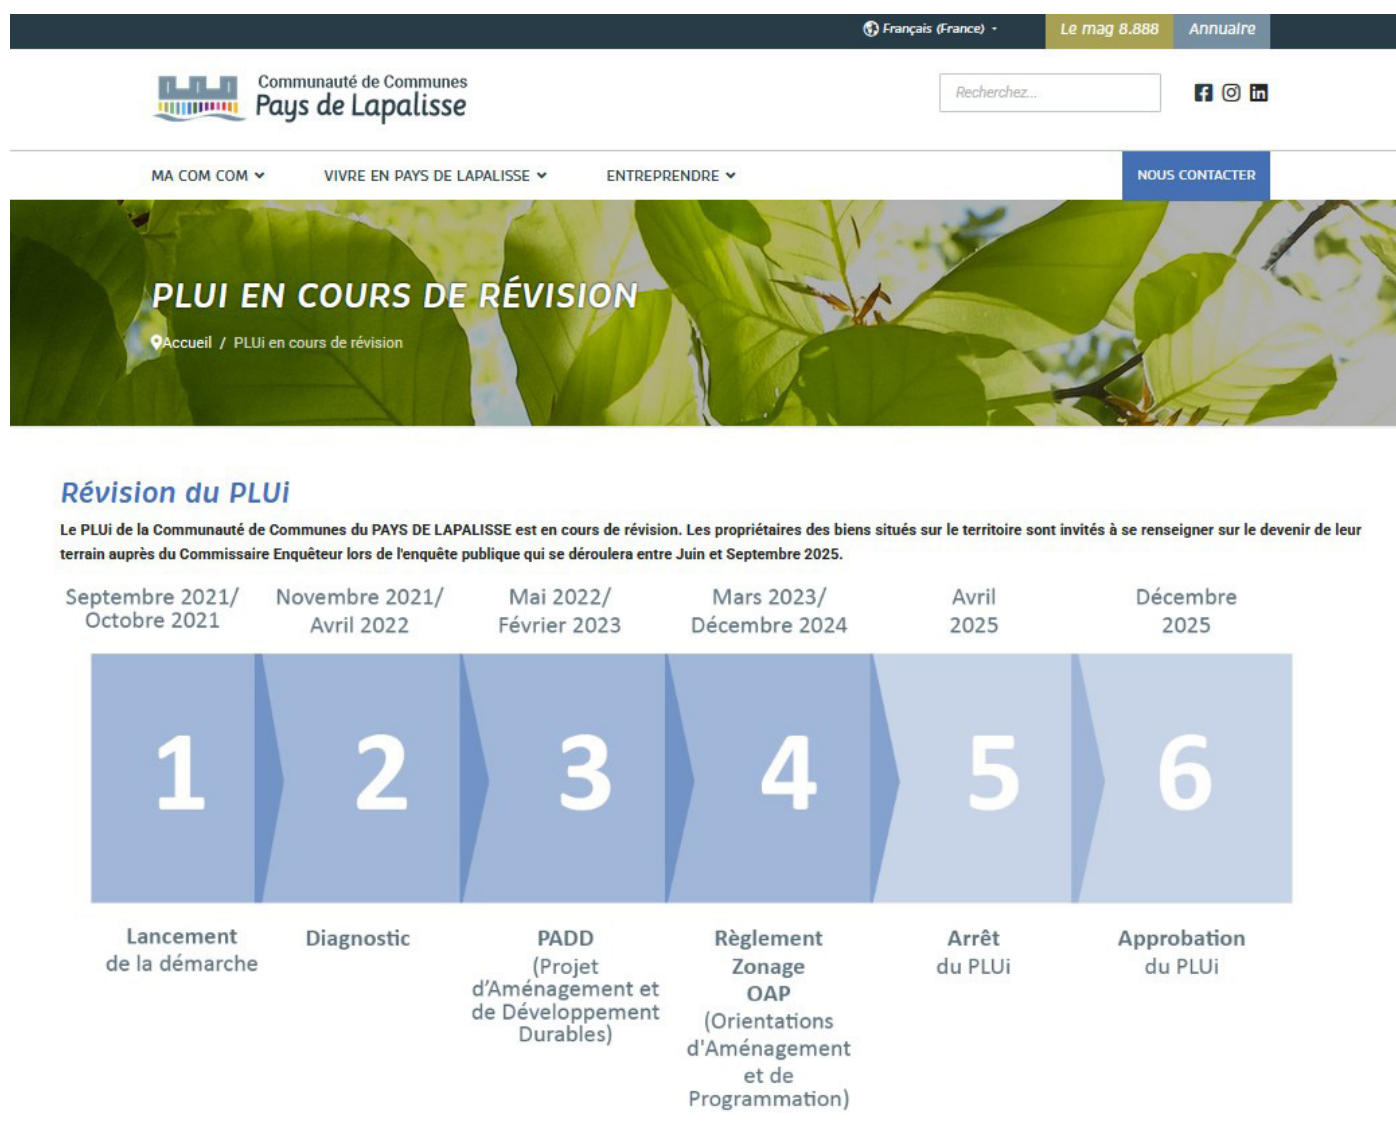 Français (France)
Le mag 8.888
Annuaire
Communauté de Communes
Pays de Lapalisse
Recherchez...
MA COM COM
VIVRE EN PAYS DE LAPALISSE
ENTREPRENDRE
NOUS CONTACTER
PLUI EN COURS DE RÉVISION
Accueil / PLUi en cours de révision
Révision du PLUi
Le PLUi de la Communauté de Communes du PAYS DE LAPALISSE est en cours de révision. Les propriétaires des biens situés sur le territoire sont invités à se renseigner sur le devenir de leur
terrain auprès du Commissaire Enquêteur lors de l'enquête publique qui se déroulera entre Juin et Septembre 2025.
Septembre 2021/
Octobre 2021
Novembre 2021/
Avril 2022
Mai 2022/
Février 2023
Mars 2023/
Décembre 2024
Avril
2025
Décembre
2025
1
2
3
4
5
6
Lancement
de la démarche
Diagnostic
PADD
(Projet
d'Aménagement et
de Développement
Durables)
Règlement
Zonage
OAP
(Orientations
d'Aménagement
et de
Programmation)
Arrêt
du PLUi
Approbation
du PLUi